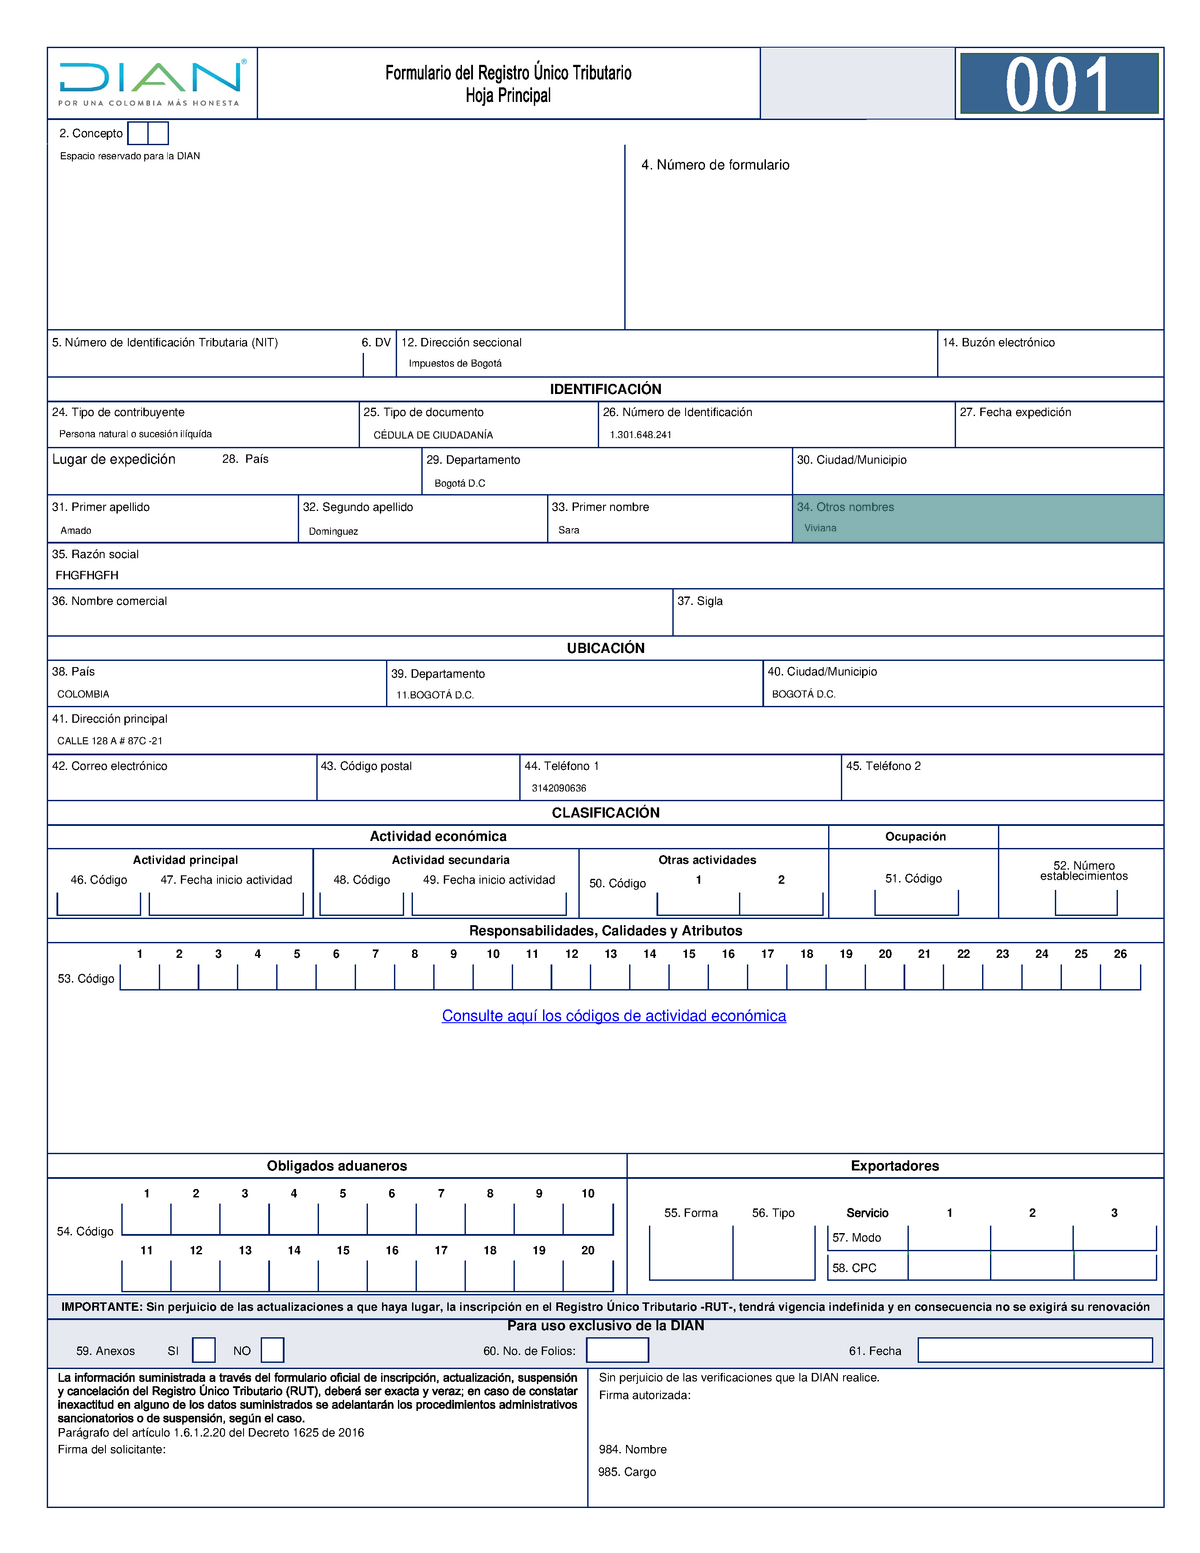 DIAN®
POR UNA COLOMBIA MÁS HONESTA
Formulario del Registro Único Tributario
Hoja Principal
001
2. Concepto
Espacio reservado para la DIAN
4. Número de formulario
5. Número de Identificación Tributaria (NIT) 6. DV 12. Dirección seccional 14. Buzón electrónico
Impuestos de Bogotá
IDENTIFICACIÓN
24. Tipo de contribuyente 25. Tipo de documento 26. Número de Identificación 27. Fecha expedición
Persona natural o sucesión ilíquída CÉDULA DE CIUDADANÍA 1.301.648.241
Lugar de expedición 28. País 29. Departamento 30. Ciudad/Municipio
Bogotá D.C
31. Primer apellido 32. Segundo apellido 33. Primer nombre 34. Otros nombres
Amado Dominguez Sara Viviana
35. Razón social
FHGFHGFH
36. Nombre comercial 37. Sigla
UBICACIÓN
38. País 39. Departamento 40. Ciudad/Municipio
COLOMBIA 11.BOGOTÁ D.C. BOGOTÁ D.C.
41. Dirección principal
CALLE 128 A # 87C -21
42. Correo electrónico 43. Código postal 44. Teléfono 1 45. Teléfono 2
3142090636
CLASIFICACIÓN
Actividad económica Ocupación
Actividad principal Actividad secundaria Otras actividades 52. Número
establecimientos
46. Código 47. Fecha inicio actividad 48. Código 49. Fecha inicio actividad 50. Código 1 2 51. Código
Responsabilidades, Calidades y Atributos
1 2 3 4 5 6 7 8 9 10 11 12 13 14 15 16 17 18 19 20 21 22 23 24 25 26
53. Código
Consulte aquí los códigos de actividad económica
Obligados aduaneros Exportadores
1 2 3 4 5 6 7 8 9 10
54. Código
11 12 13 14 15 16 17 18 19 20
55. Forma 56. Tipo Servicio 1 2 3
57. Modo
58. CPC
IMPORTANTE: Sin perjuicio de las actualizaciones a que haya lugar, la inscripción en el Registro Único Tributario -RUT-, tendrá vigencia indefinida y en consecuencia no se exigirá su renovación
Para uso exclusivo de la DIAN
59. Anexos SI NO 60. No. de Folios: 61. Fecha
La información suministrada a través del formulario oficial de inscripción, actualización, suspensión
y cancelación del Registro Único Tributario (RUT), deberá ser exacta y veraz; en caso de constatar
inexactitud en alguno de los datos suministrados se adelantarán los procedimientos administrativos
sancionatorios o de suspensión, según el caso.
Parágrafo del artículo 1.6.1.2.20 del Decreto 1625 de 2016
Firma del solicitante:
Sin perjuicio de las verificaciones que la DIAN realice.
Firma autorizada:
984. Nombre
985. Cargo